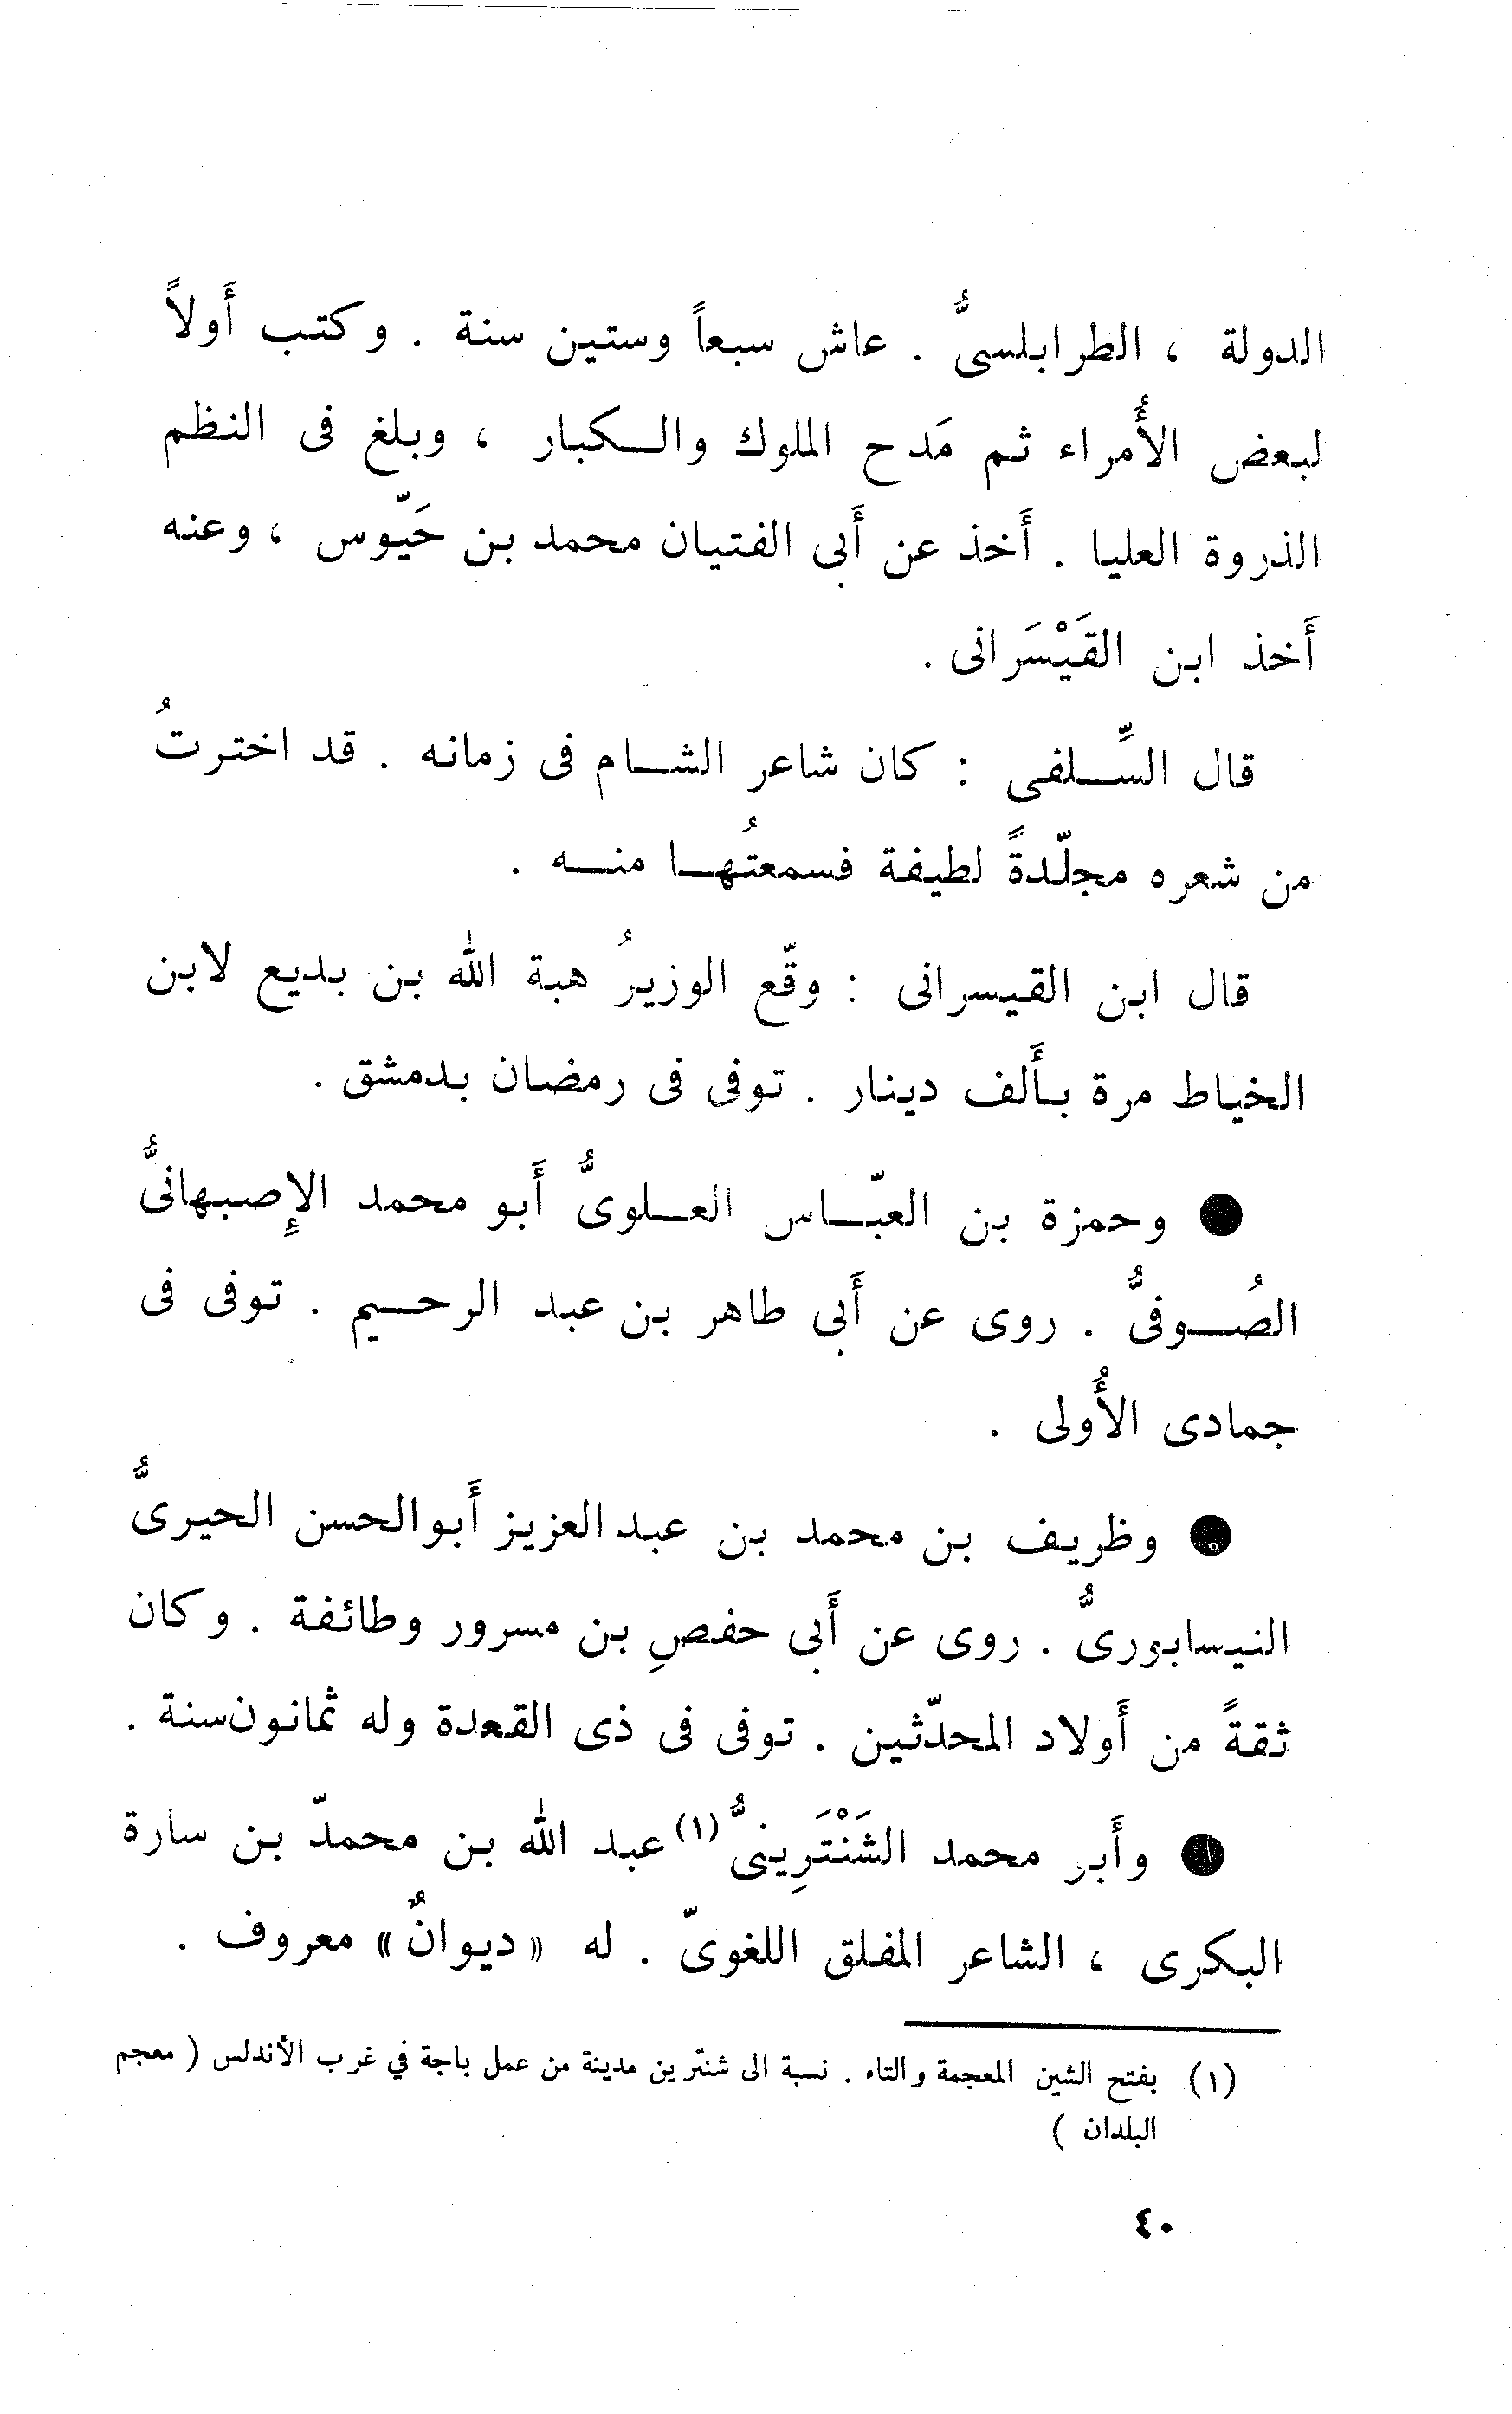 الدولة ، الطرابلسىُّ . عاش سبعاً وستين سنة . وكتب أَولاً
لبعض الأُمراء ثم مَدح الملوك والـكبار ، وبلغ فى النظم
الذروة العليا . أَخذ عن أَبى الفتيان محمد بن حَيّوس ، وعنه
أَخذ ابن القَيْسَرانى .
قال السِّلفى : كان شاعر الشام فى زمانه . قد اخترتُ
من شعره مجلّدةً لطيفة فسمعتُها منه .
قال ابن القيسرانى : وقّع الوزيرُ هبة الله بن بديع لابن
الخياط مرة بأَلف دينار . توفى فى رمضان بدمشق .
● وحمزة بن العبّاس العلوىُّ أَبو محمد الإِصبهانىُّ
الصُوفىُّ . روى عن أَبى طاهر بن عبد الرحيم . توفى فى
جمادى الأُولى .
● وظريف بن محمد بن عبدالعزيز أَبوالحسن الحيرىُّ
النيسابورىُّ . روى عن أَبى حفصِ بن مسرور وطائفة . وكان
ثقةً من أَولاد المحدّثين . توفى فى ذى القعدة وله ثمانون سنة .
● وأَبو محمد الشَنْتَرِينىُّ (١) عبد الله بن محمدّ بن سارة
البكرى ، الشاعر المفلق اللغوىّ . له « ديوانٌ » معروف .
(١) بفتح الشين المعجمة والتاء . نسبة الى شنترين مدينة من عمل باجة في غرب الأندلس ( معجم
البلدان )
٤٠